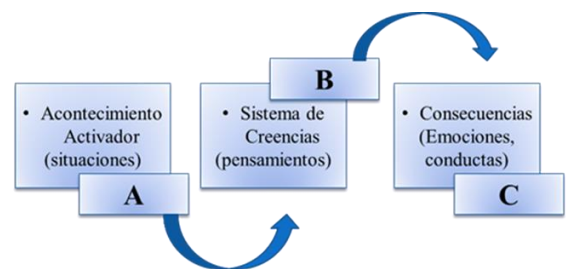 • Acontecimiento
Activador
(situaciones)
A
• Sistema de
Creencias
(pensamientos)
B
• Consecuencias
(Emociones,
conductas)
C